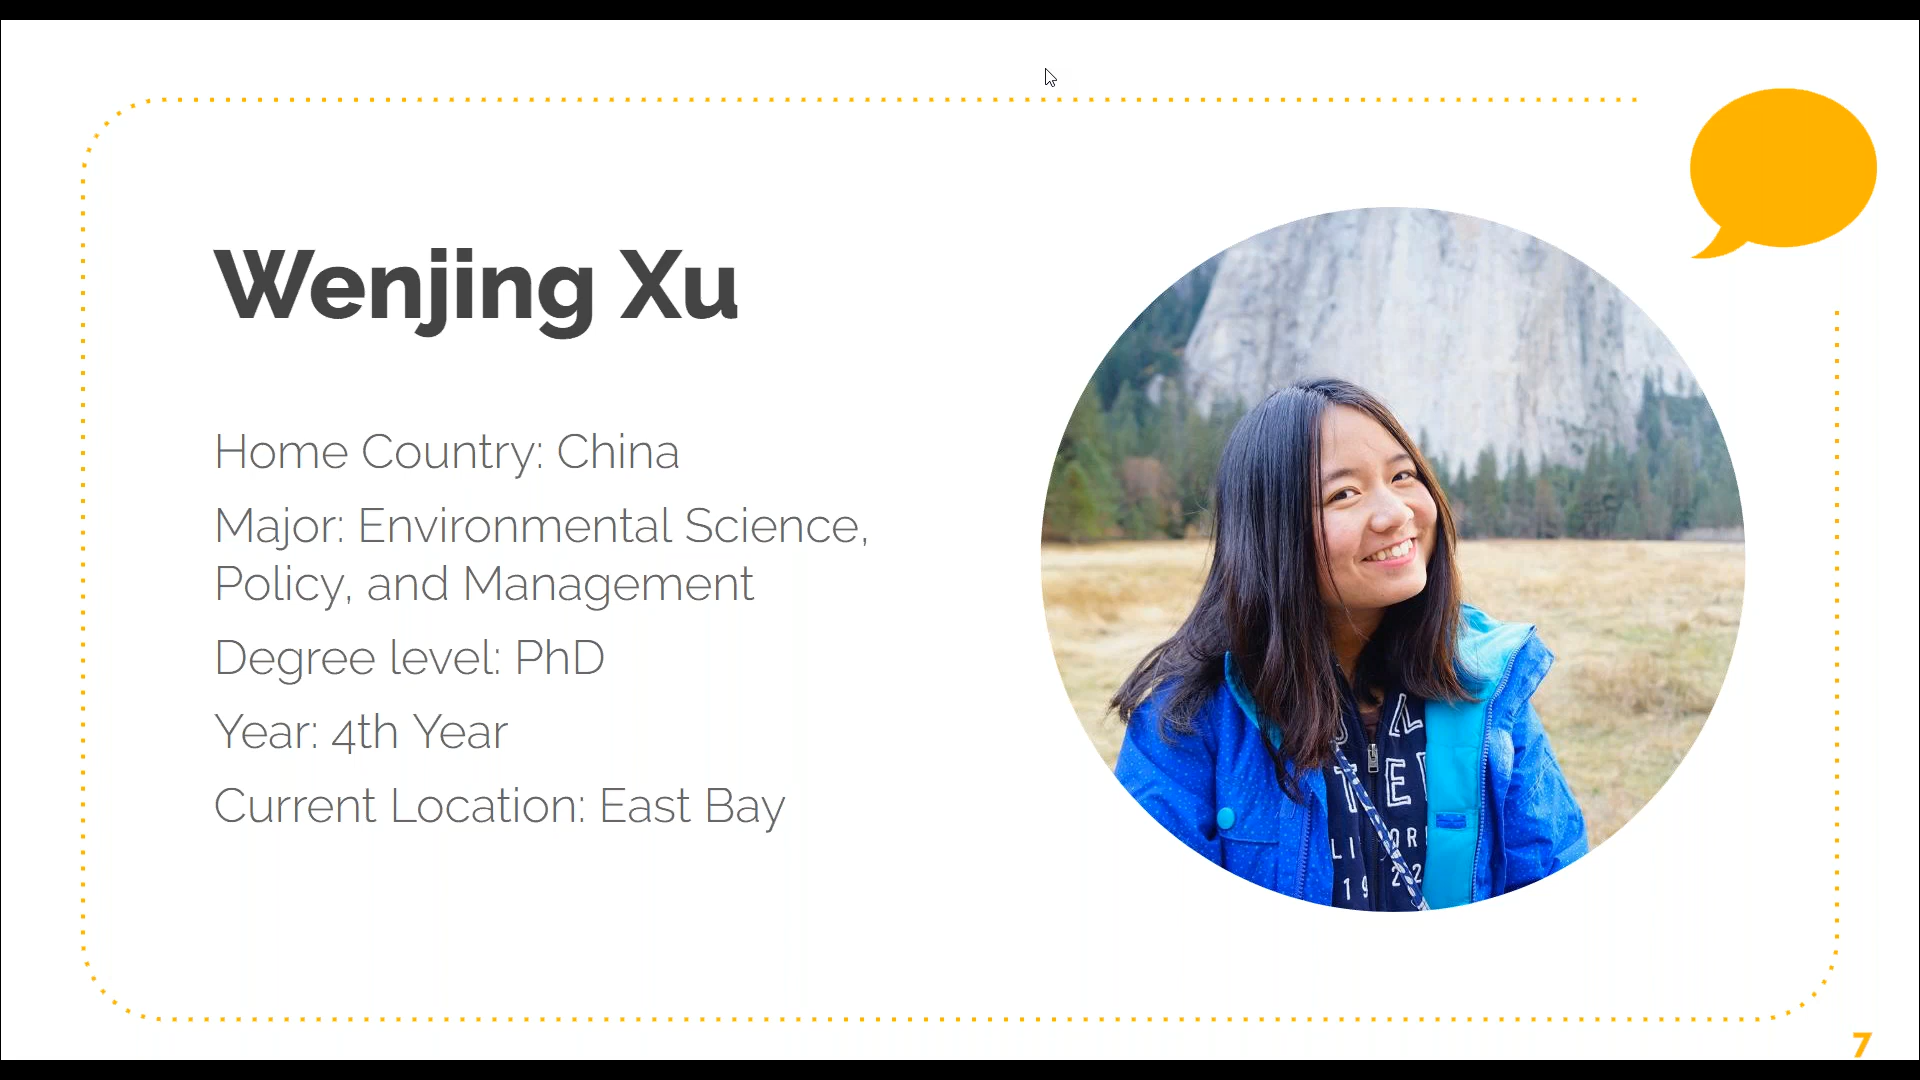 Wenjing Xu
Home Country: China
Major: Environmental Science,
Policy, and Management
Degree level: PhD
Year: 4th Year
Current Location: East Bay
7